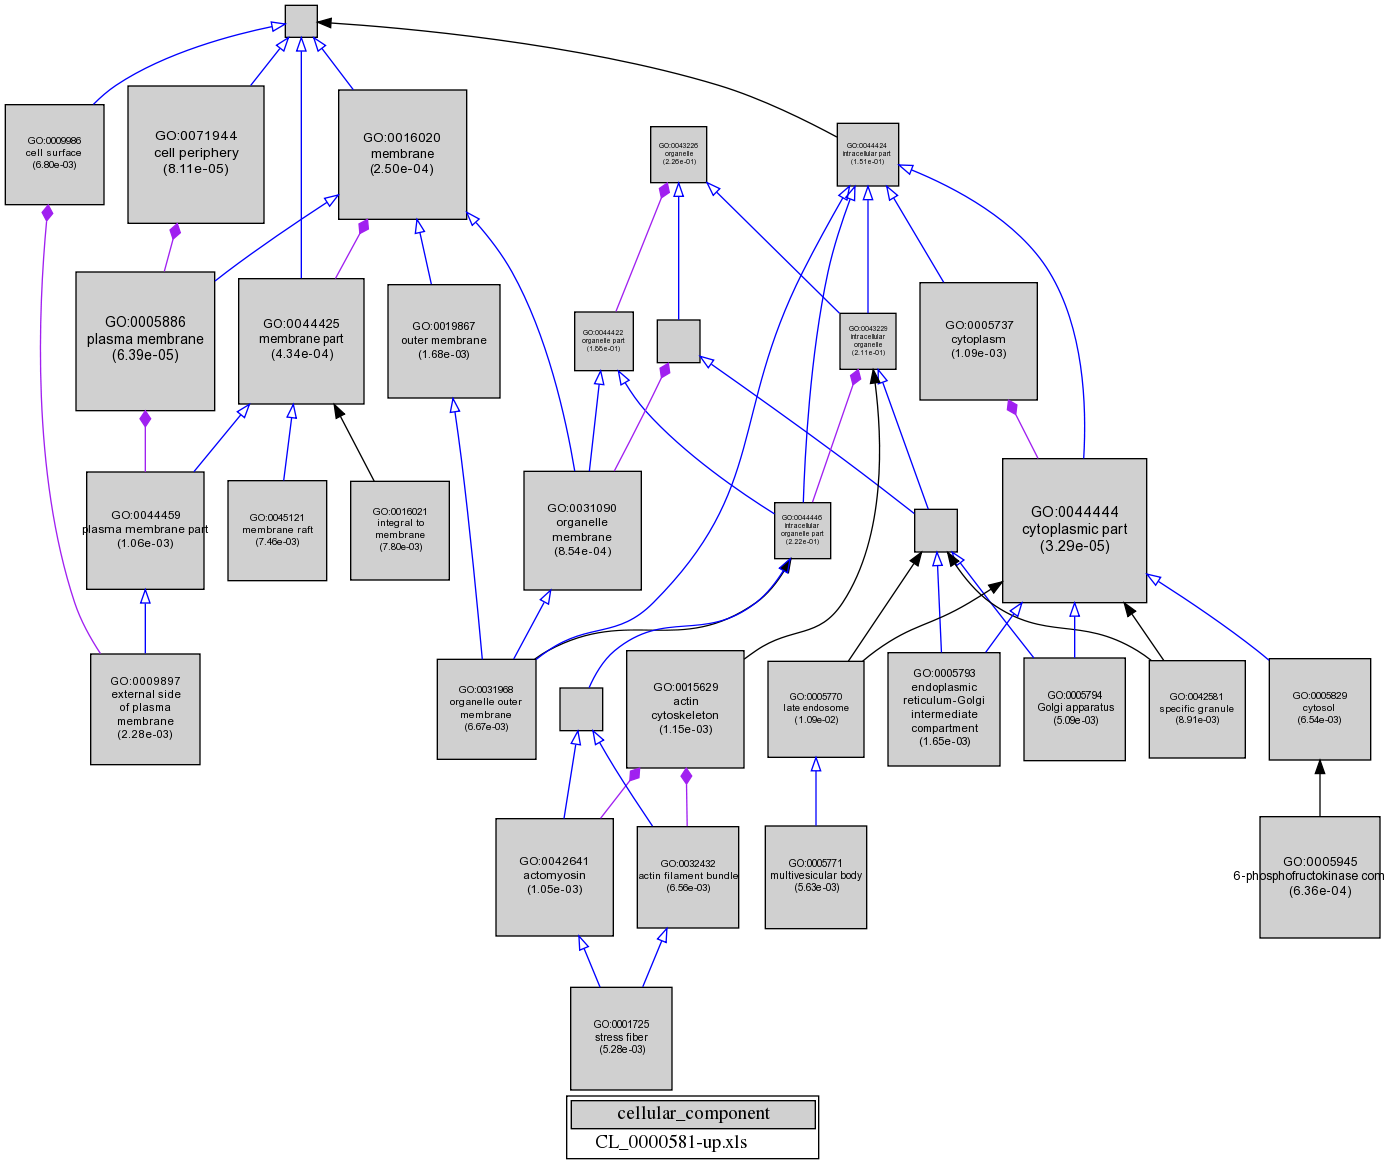 GO:0009986
cell surface
(6.80e-03)
GO:0071944
cell periphery
(8.11e-05)
GO:0016020
membrane
(2.50e-04)
GO:0043226
organelle
(2.26e-01)
GO:0044424
intracellular part
(1.51e-01)
GO:0005886
plasma membrane
(6.39e-05)
GO:0044425
membrane part
(4.34e-04)
GO:0019867
outer membrane
(1.68e-03)
GO:0044422
organelle part
(1.86e-01)
GO:0043229
intracellular
organelle
(2.11e-01)
GO:0005737
cytoplasm
(1.09e-03)
GO:0044459
plasma membrane part
(1.06e-03)
GO:0045121
membrane raft
(7.46e-03)
GO:0016021
integral to
membrane
(7.80e-03)
GO:0031090
organelle
membrane
(8.54e-04)
GO:0044446
intracellular
organelle part
(2.22e-01)
GO:0044444
cytoplasmic part
(3.29e-05)
GO:0009897
external side
of plasma
membrane
(2.28e-03)
GO:0031968
organelle outer
membrane
(6.67e-03)
GO:0015629
actin
cytoskeleton
(1.15e-03)
GO:0005770
late endosome
(1.09e-02)
GO:0005793
endoplasmic
reticulum-Golgi
intermediate
compartment
(1.65e-03)
GO:0005794
Golgi apparatus
(5.09e-03)
GO:0042581
specific granule
(8.91e-03)
GO:0005829
cytosol
(6.54e-03)
GO:0042641
actomyosin
(1.05e-03)
GO:0032432
actin filament bundle
(6.56e-03)
GO:0005771
multivesicular body
(5.63e-03)
GO:0005945
6-phosphofructokinase com
(6.36e-04)
GO:0001725
stress fiber
(5.28e-03)
cellular_component
CL_0000581-up.xls